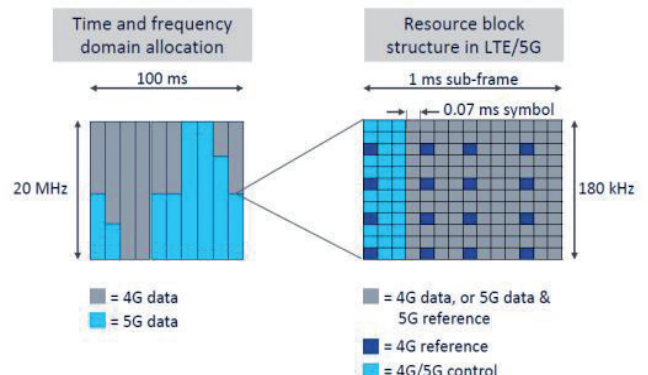 Time and frequency
domain allocation
Resource block
structure in LTE/5G
100 ms
1 ms sub-frame
0.07 ms symbol
20 MHz
180 kHz
= 4G data
= 5G data
= 4G data, or 5G data &
5G reference
= 4G reference
= 4G/5G control